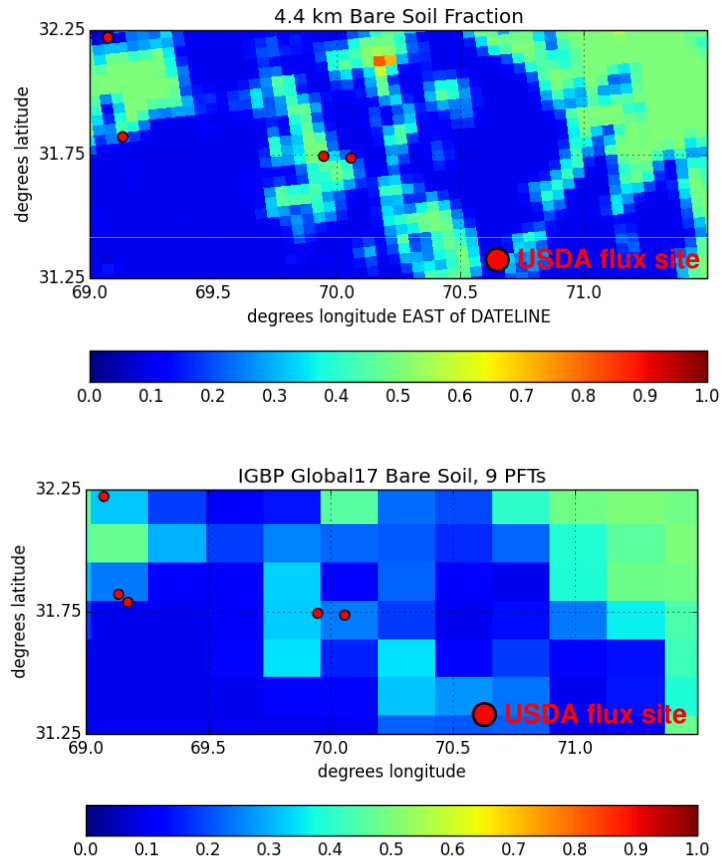 4.4 km Bare Soil Fraction
32.25
31.75
31.25
degrees latitude
USDA flux site
69.0 69.5 70.0 70.5 71.0
degrees longitude EAST of DATELINE
0.0 0.1 0.2 0.3 0.4 0.5 0.6 0.7 0.8 0.9 1.0
IGBP Global17 Bare Soil, 9 PFTs
32.25
31.75
31.25
degrees latitude
USDA flux site
69.0 69.5 70.0 70.5 71.0
degrees longitude
0.0 0.1 0.2 0.3 0.4 0.5 0.6 0.7 0.8 0.9 1.0